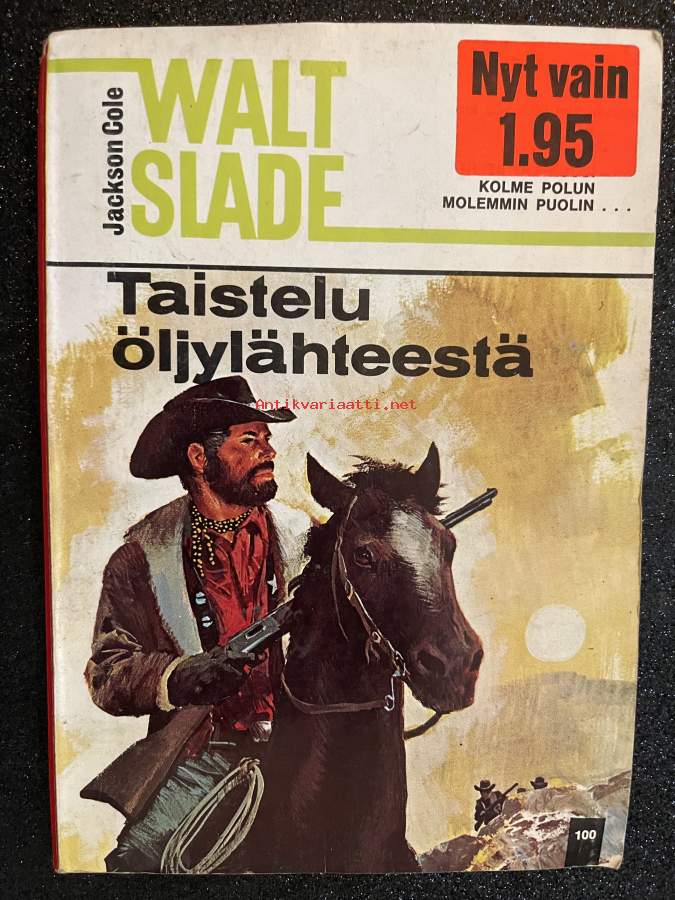 Jackson Cole
WALT
SLADE
Nyt vain
1.95
KOLME POLUN
MOLEMMIN PUOLIN . . .
Taistelu
öljylähteestä
Antikvariaatti.net
100